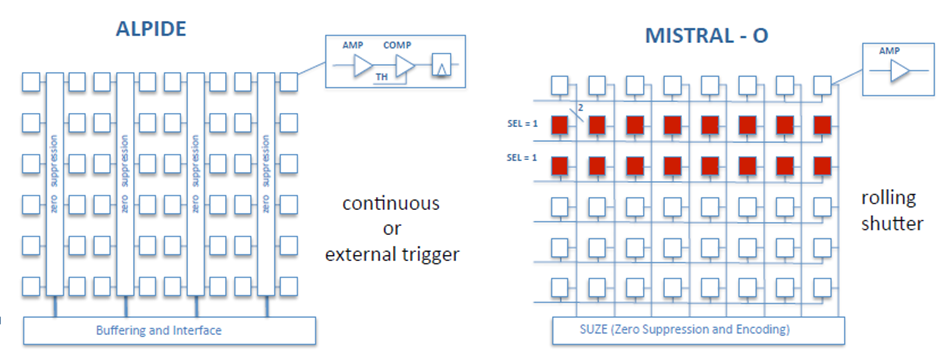 ALPIDE
AMP COMP
TH
zero suppression
zero suppression
zero suppression
zero suppression
continuous
or
external trigger
Buffering and Interface
MISTRAL - O
AMP
2
SEL = 1
SEL = 1
rolling
shutter
SUZE (Zero Suppression and Encoding)